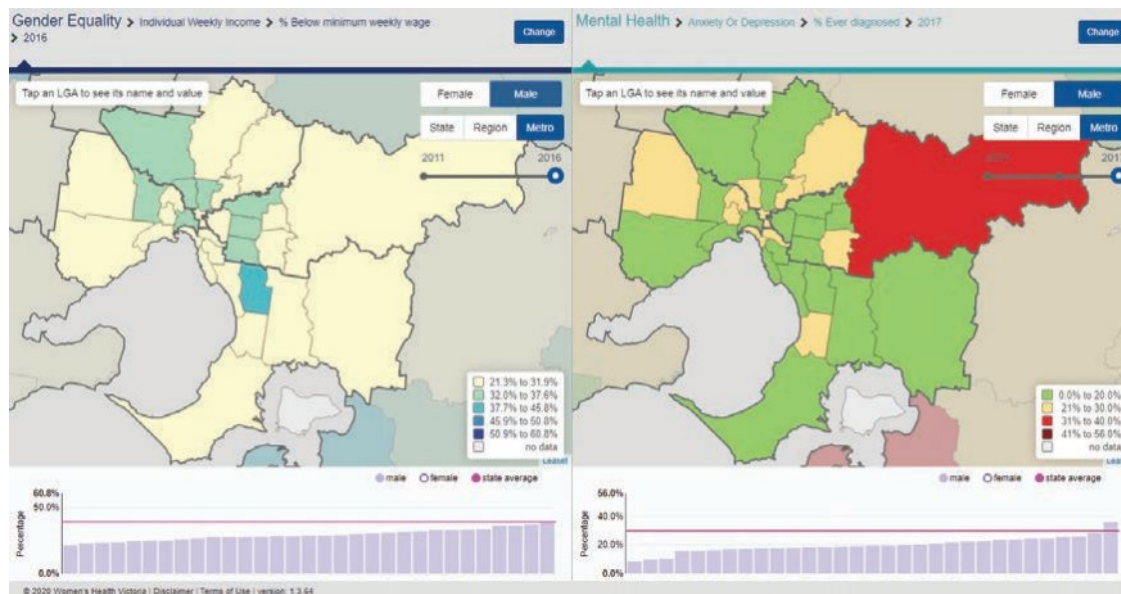 Gender Equality > Individual Weekly Income > % Below minimum weekly wage
> 2016
Change
Tap an LGA to see its name and value
Female
Male
State
Region
Metro
2011
2016
21.3% to 31.9%
32.0% to 37.6%
37.7% to 45.8%
45.9% to 50.8%
50.9% to 60.8%
no data
Leaflet
male
female
state average
Percentage
60.8%
50.0%
0.0%
Mental Health > Anxiety Or Depression > % Ever diagnosed > 2017
Change
Tap an LGA to see its name and value
Female
Male
State
Region
Metro
201
0.0% to 20.0%
21% to 30.0%
31% to 40.0%
41% to 56.0%
no data
male
female
state average
Percentage
56.0%
40.0%
20.0%
0.0%
© 2020 Women's Health Victoria | Disclaimer | Terms of Use | version: 1.3.64